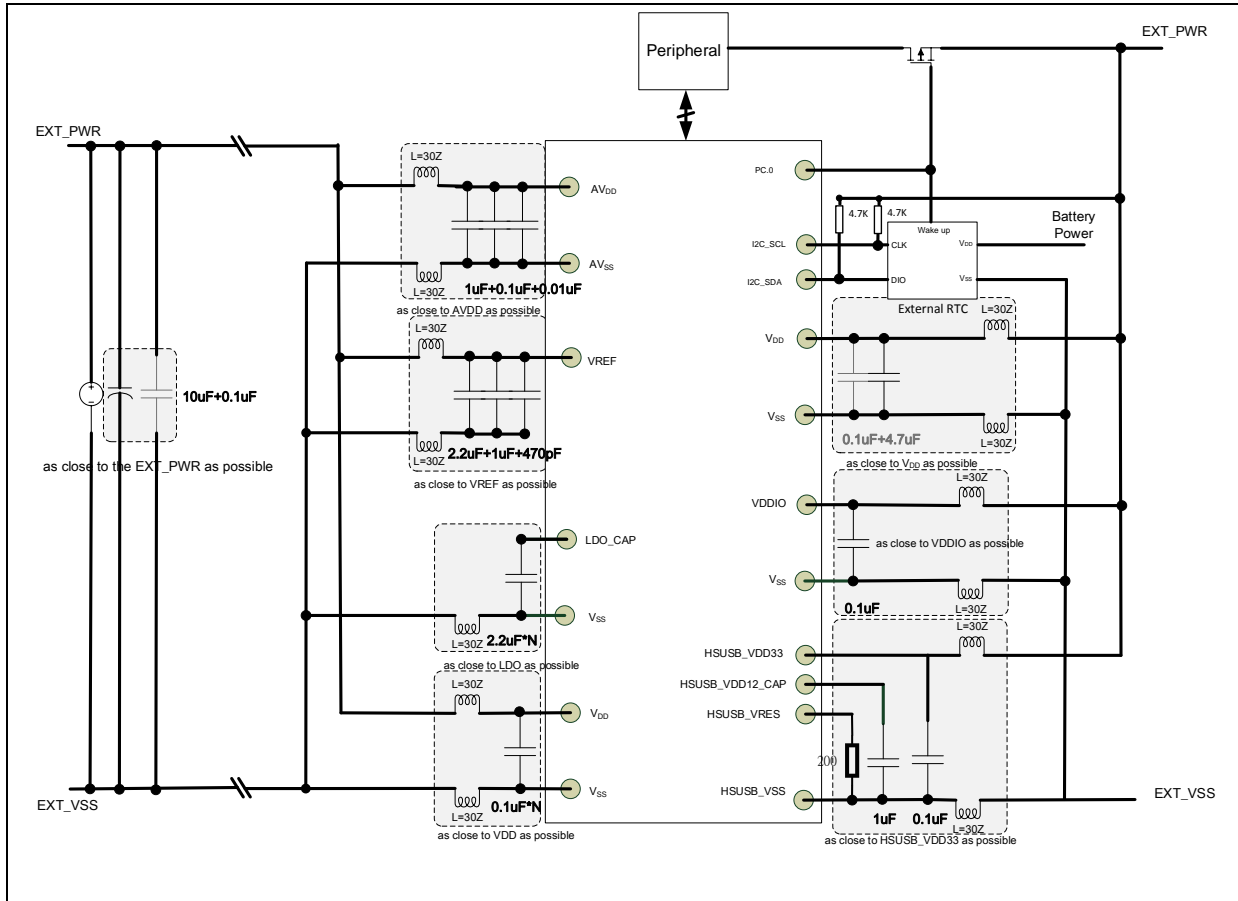 EXT_PWR
Peripheral
EXT_PWR
L=30Z
AVDD
AVSS
L=30Z
1uF+0.1uF+0.01uF
as close to AVDD as possible
L=30Z
VREF
L=30Z
2.2uF+1uF+470pF
as close to VREF as possible
+
-
10uF+0.1uF
as close to the EXT_PWR as possible
LDO_CAP
VSS
L=30Z
2.2uF*N
as close to LDO as possible
L=30Z
VDD
VSS
L=30Z
0.1uF*N
as close to VDD as possible
EXT_VSS
PC.0
4.7K
4.7K
Battery
Power
Wake up
I2C_SCL
CLK
VDD
I2C_SDA
DIO
VSS
External RTC
L=30Z
VDD
VSS
L=30Z
0.1uF+4.7uF
as close to VDD as possible
L=30Z
VDDIO
as close to VDDIO as possible
VSS
L=30Z
0.1uF
L=30Z
HSUSB_VDD33
HSUSB_VDD12_CAP
HSUSB_VRES
200
HSUSB_VSS
1uF
0.1uF
L=30Z
as close to HSUSB_VDD33 as possible
EXT_VSS